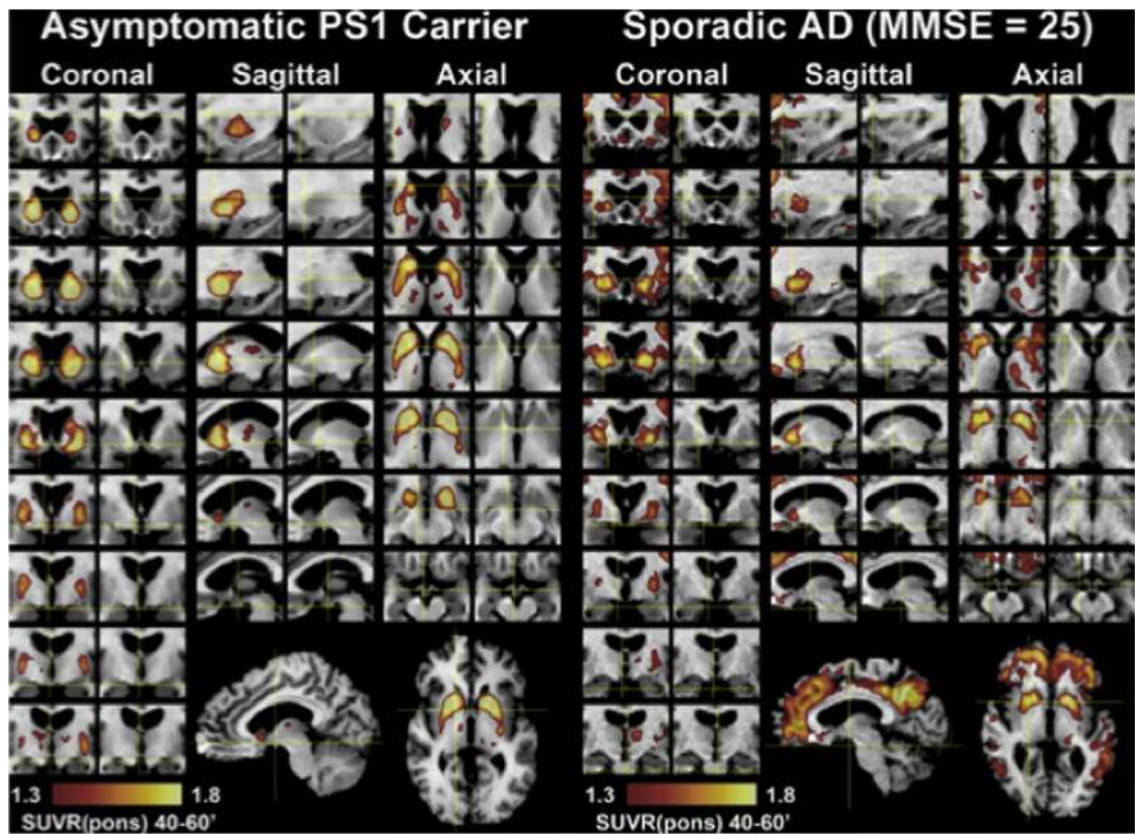 Asymptomatic PS1 Carrier
Coronal Sagittal Axial
1.3 1.8
SUVR(pons) 40-60’
Sporadic AD (MMSE = 25)
Coronal Sagittal Axial
1.3 1.8
SUVR(pons) 40-60’